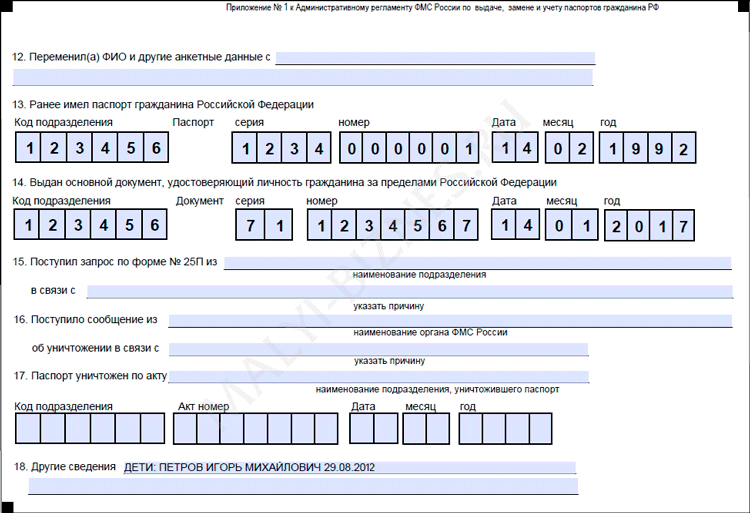 Приложение № 1 к Административному регламенту ФМС России по выдаче, замене и учету паспортов гражданина РФ
12. Переменил(а) ФИО и другие анкетные данные с
13. Ранее имел паспорт гражданина Российской Федерации
Код подразделения Паспорт серия номер Дата месяц год
1 2 3 4 5 6 1 2 3 4 0 0 0 0 0 1 1 4 0 2 1 9 9 2
14. Выдан основной документ, удостоверяющий личность гражданина за пределами Российской Федерации
Код подразделения Документ серия номер Дата месяц год
1 2 3 4 5 6 7 1 1 2 3 4 5 6 7 1 4 0 1 2 0 1 7
15. Поступил запрос по форме № 25П из
наименование подразделения
в связи с
указать причину
16. Поступило сообщение из
наименование органа ФМС России
об уничтожении в связи с
указать причину
17. Паспорт уничтожен по акту
наименование подразделения, уничтожившего паспорт
Код подразделения Акт номер Дата месяц год
18. Другие сведения ДЕТИ: ПЕТРОВ ИГОРЬ МИХАЙЛОВИЧ 29.08.2012
MALYI-BIZNES.RU